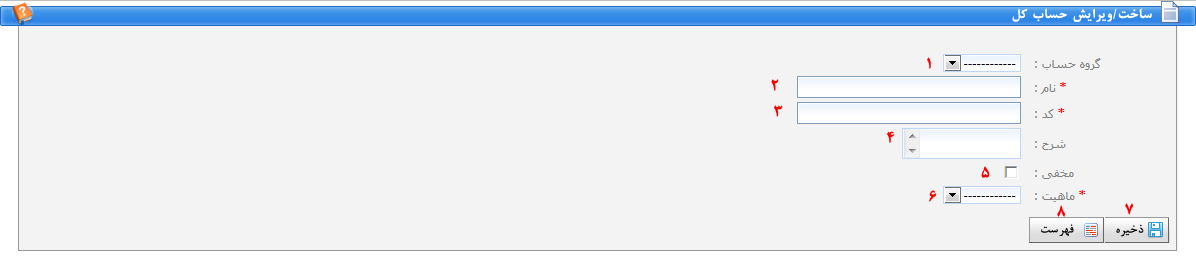 ساخت/ویرایش حساب کل
گروه حساب : ------------ ۱
* نام : ۲
* کد : ۳
شرح : ۴
مخفی : ۵
* ماهیت : ------------ ۶
۷ ۸
ذخیره فهرست